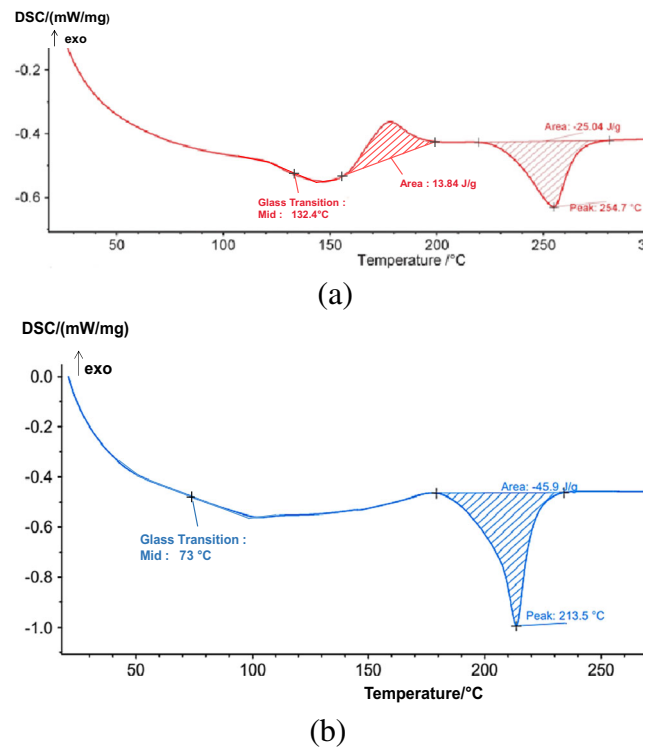 DSC/(mW/mg)
↑ exo
-0.2
-0.4
-0.6
Area: -25.04 J/g
Area : 13.84 J/g
Glass Transition :
Mid : 132.4°C
Peak: 254.7 °C
50 100 150 200 250 3
Temperature /°C
(a)
DSC/(mW/mg)
↑ exo
0.0
-0.2
-0.4
-0.6
-0.8
-1.0
Area: -45.9 J/g
Glass Transition :
Mid : 73 °C
Peak: 213.5 °C
50 100 150 200 250
Temperature/°C
(b)